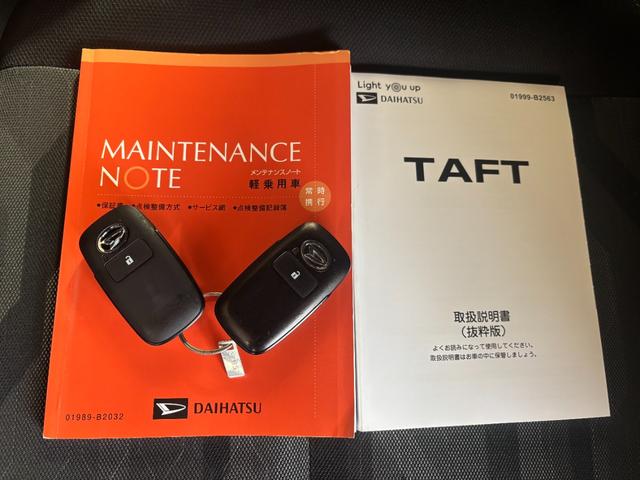 MAINTENANCE
NOTE
メンテナンスノート
軽乗用車
常時
携行
●保証書 ●点検整備方式 ●サービス網 ●点検整備記録簿
01989-B2032
DAIHATSU
Light you up
DAIHATSU
01999-B2563
TAFT
取扱説明書
(抜粋版)
よくお読みになって使用してください。
取扱説明書はお車の中に保管しましょう。